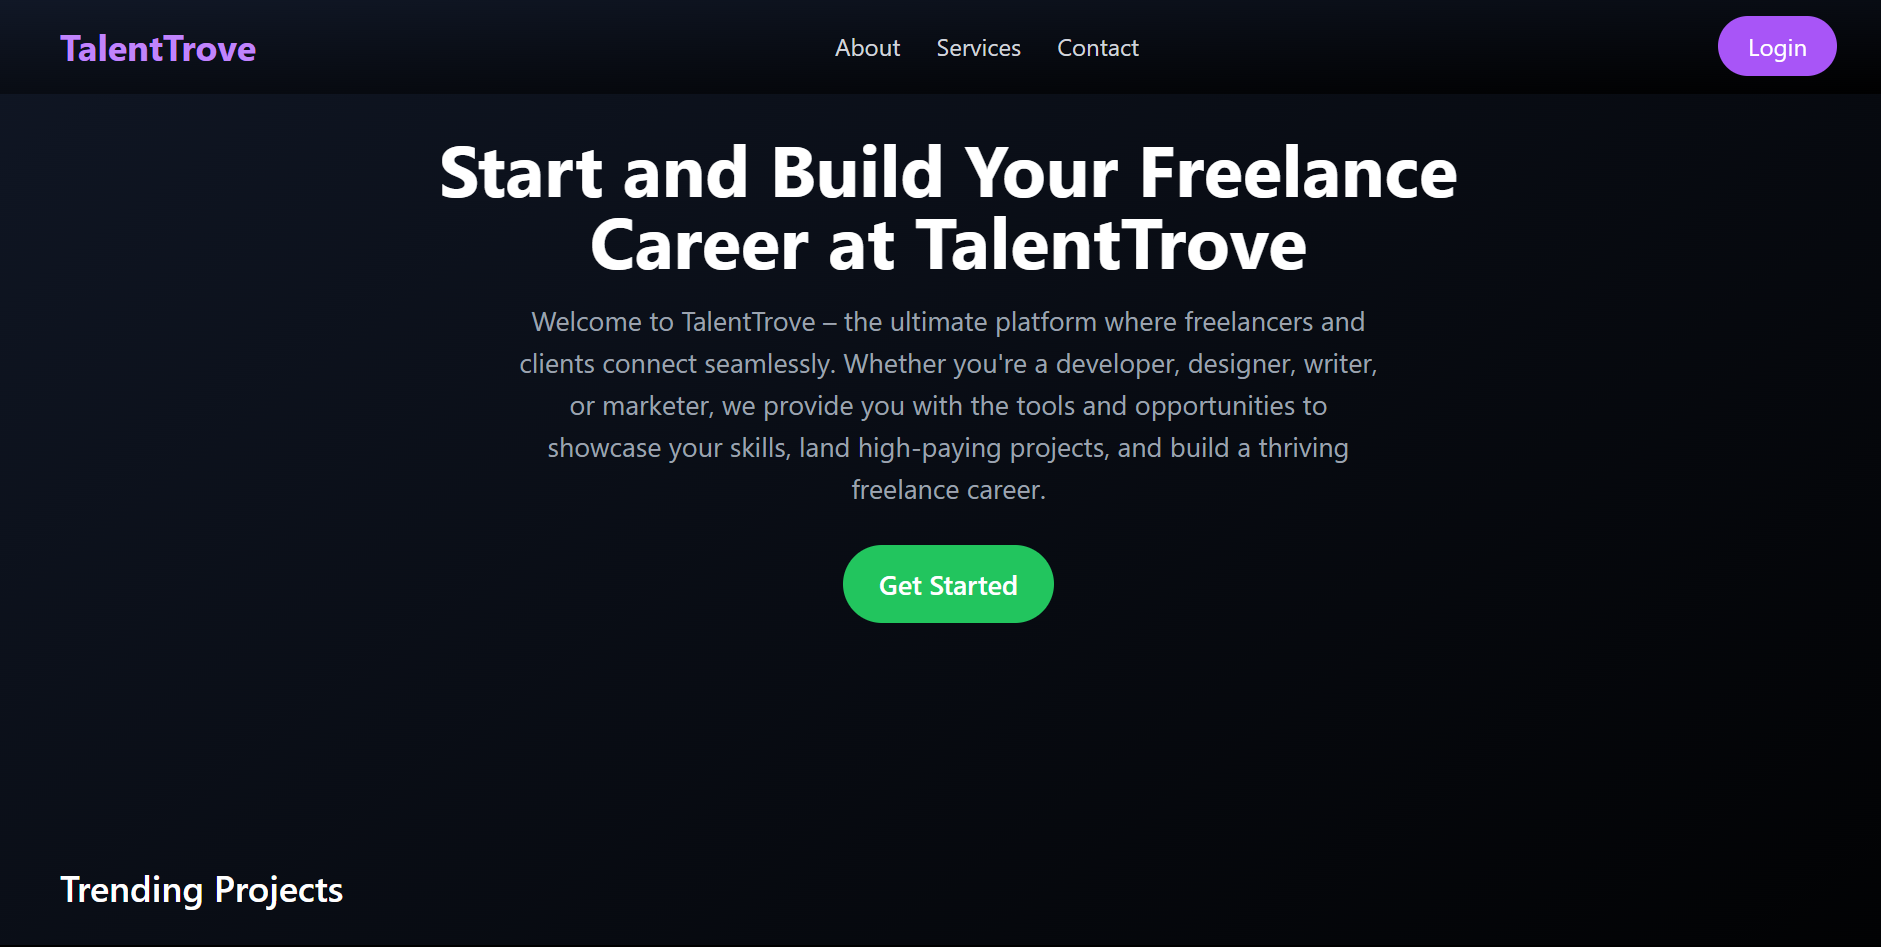 TalentTrove
About
Services
Contact
Login
Start and Build Your Freelance
Career at TalentTrove
Welcome to TalentTrove – the ultimate platform where freelancers and
clients connect seamlessly. Whether you're a developer, designer, writer,
or marketer, we provide you with the tools and opportunities to
showcase your skills, land high-paying projects, and build a thriving
freelance career.
Get Started
Trending Projects